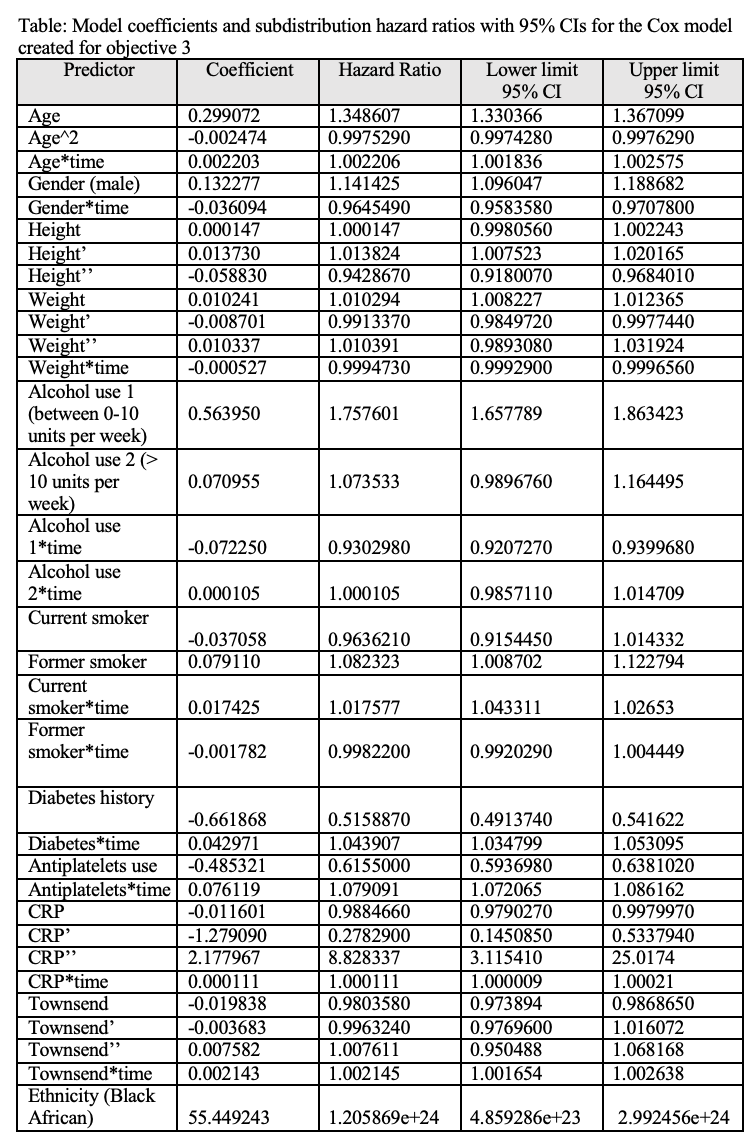 Table: Model coefficients and subdistribution hazard ratios with 95% CIs for the Cox model
created for objective 3
Predictor Coefficient Hazard Ratio Lower limit 95% CI Upper limit 95% CI
Age 0.299072 1.348607 1.330366 1.367099
Age^2 -0.002474 0.9975290 0.9974280 0.9976290
Age*time 0.002203 1.002206 1.001836 1.002575
Gender (male) 0.132277 1.141425 1.096047 1.188682
Gender*time -0.036094 0.9645490 0.9583580 0.9707800
Height 0.000147 1.000147 0.9980560 1.002243
Height’ 0.013730 1.013824 1.007523 1.020165
Height’’ -0.058830 0.9428670 0.9180070 0.9684010
Weight 0.010241 1.010294 1.008227 1.012365
Weight’ -0.008701 0.9913370 0.9849720 0.9977440
Weight’’ 0.010337 1.010391 0.9893080 1.031924
Weight*time -0.000527 0.9994730 0.9992900 0.9996560
Alcohol use 1
(between 0-10
units per week) 0.563950 1.757601 1.657789 1.863423
Alcohol use 2 (>
10 units per
week) 0.070955 1.073533 0.9896760 1.164495
Alcohol use
1*time -0.072250 0.9302980 0.9207270 0.9399680
Alcohol use
2*time 0.000105 1.000105 0.9857110 1.014709
Current smoker -0.037058 0.9636210 0.9154450 1.014332
Former smoker 0.079110 1.082323 1.008702 1.122794
Current
smoker*time 0.017425 1.017577 1.043311 1.02653
Former
smoker*time -0.001782 0.9982200 0.9920290 1.004449
Diabetes history -0.661868 0.5158870 0.4913740 0.541622
Diabetes*time 0.042971 1.043907 1.034799 1.053095
Antiplatelets use -0.485321 0.6155000 0.5936980 0.6381020
Antiplatelets*time 0.076119 1.079091 1.072065 1.086162
CRP -0.011601 0.9884660 0.9790270 0.9979970
CRP’ -1.279090 0.2782900 0.1450850 0.5337940
CRP’’ 2.177967 8.828337 3.115410 25.0174
CRP*time 0.000111 1.000111 1.000009 1.00021
Townsend -0.019838 0.9803580 0.973894 0.9868650
Townsend’ -0.003683 0.9963240 0.9769600 1.016072
Townsend’’ 0.007582 1.007611 0.950488 1.068168
Townsend*time 0.002143 1.002145 1.001654 1.002638
Ethnicity (Black
African) 55.449243 1.205869e+24 4.859286e+23 2.992456e+24